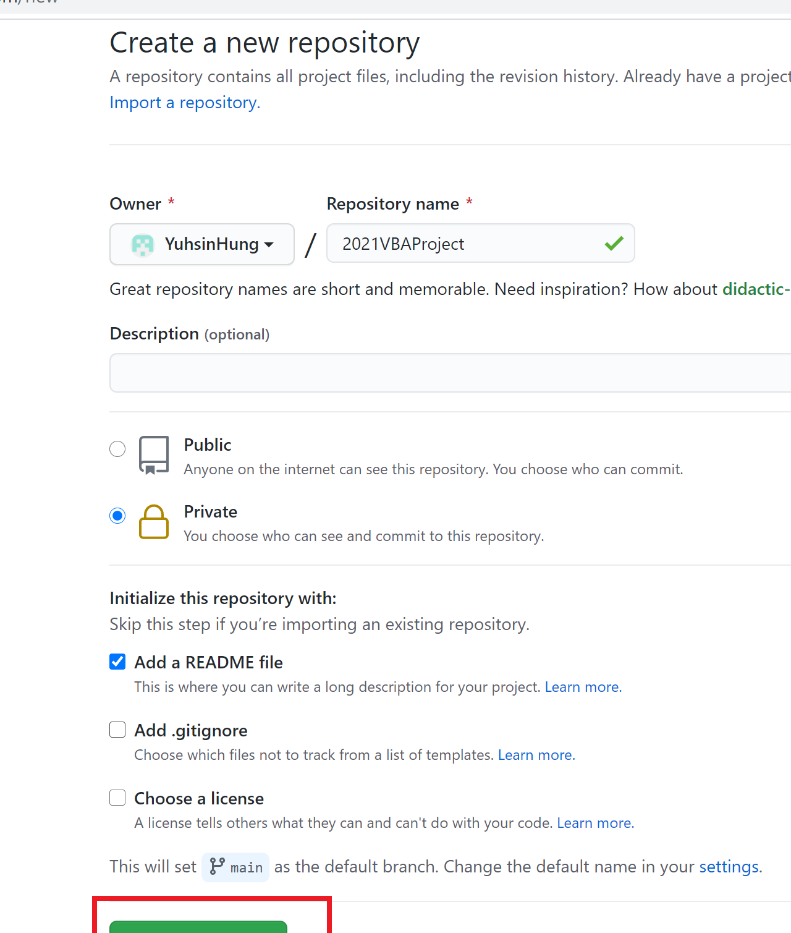 Create a new repository
A repository contains all project files, including the revision history. Already have a project
Import a repository.
Owner * Repository name *
YuhsinHung / 2021VBAProject
Great repository names are short and memorable. Need inspiration? How about didactic-
Description (optional)
Public
Anyone on the internet can see this repository. You choose who can commit.
Private
You choose who can see and commit to this repository.
Initialize this repository with:
Skip this step if you’re importing an existing repository.
Add a README file
This is where you can write a long description for your project. Learn more.
Add .gitignore
Choose which files not to track from a list of templates. Learn more.
Choose a license
A license tells others what they can and can't do with your code. Learn more.
This will set main as the default branch. Change the default name in your settings.